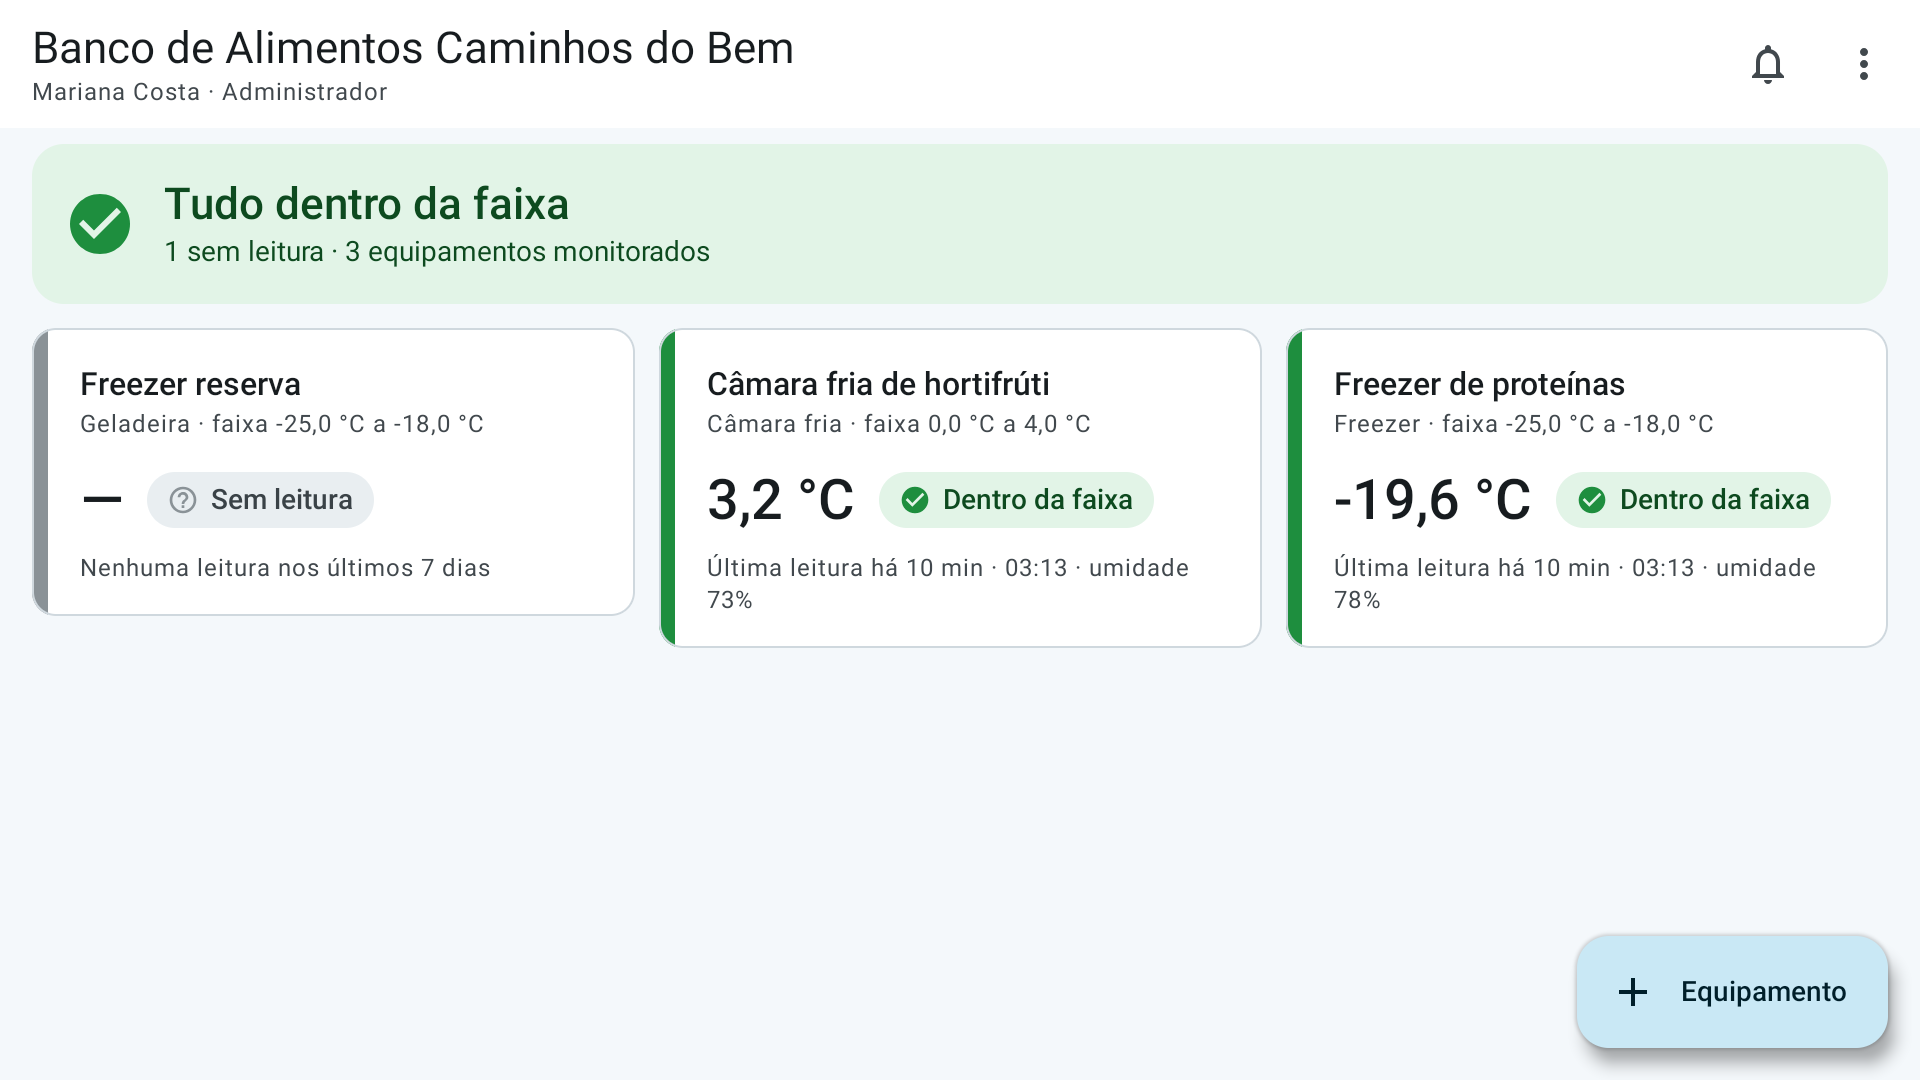 Banco de Alimentos Caminhos do Bem
Mariana Costa · Administrador
Tudo dentro da faixa
1 sem leitura · 3 equipamentos monitorados
Freezer reserva
Geladeira · faixa -25,0 °C a -18,0 °C
— Sem leitura
Nenhuma leitura nos últimos 7 dias
Câmara fria de hortifrúti
Câmara fria · faixa 0,0 °C a 4,0 °C
3,2 °C Dentro da faixa
Última leitura há 10 min · 03:13 · umidade
73%
Freezer de proteínas
Freezer · faixa -25,0 °C a -18,0 °C
-19,6 °C Dentro da faixa
Última leitura há 10 min · 03:13 · umidade
78%
+ Equipamento